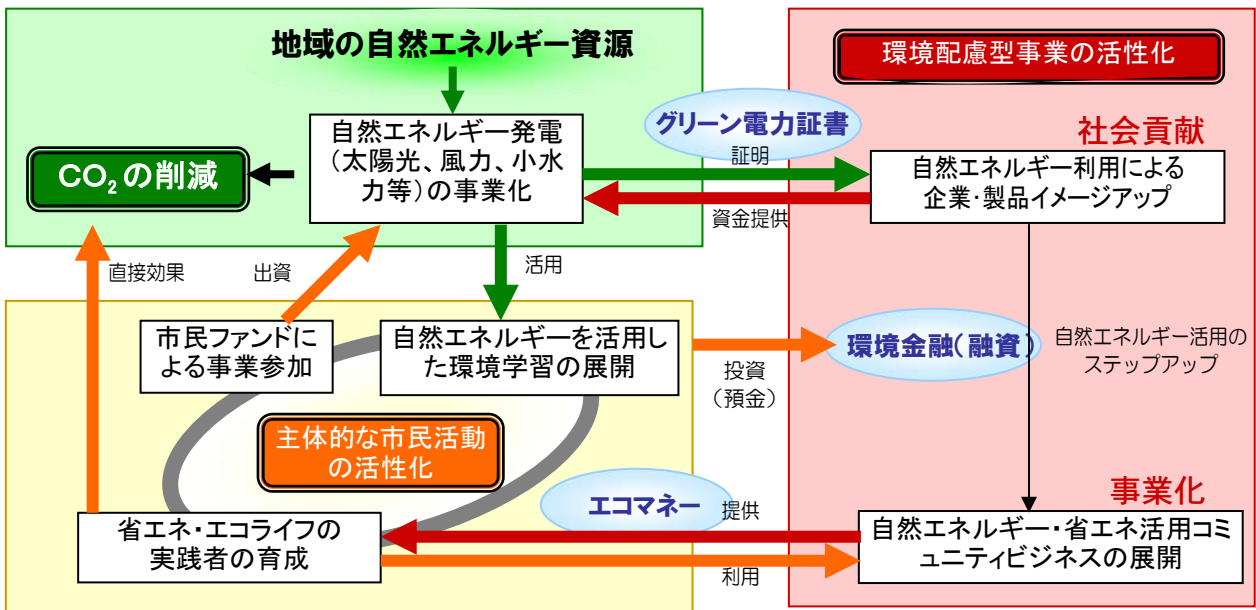 地域の自然エネルギー資源
環境配慮型事業の活性化
自然エネルギー発電
(太陽光、風力、小水
力等)の事業化
CO₂の削減
グリーン電力証書
証明
資金提供
社会貢献
自然エネルギー利用による
企業・製品イメージアップ
直接効果
出資
活用
市民ファンドに
よる事業参加
自然エネルギーを活用し
た環境学習の展開
投資
(預金)
環境金融(融資)
自然エネルギー活用の
ステップアップ
主体的な市民活動
の活性化
エコマネー
提供
利用
事業化
省エネ・エコライフの
実践者の育成
自然エネルギー・省エネ活用コミ
ュニティビジネスの展開